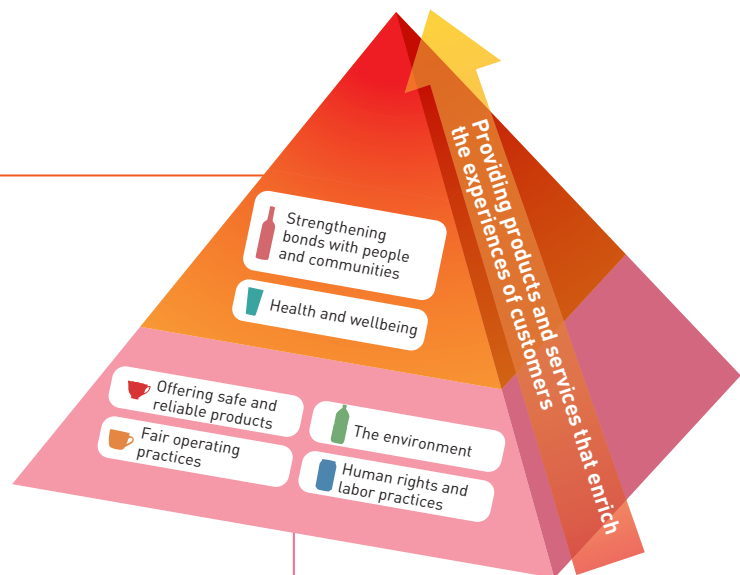 Providing products and services that enrich
the experiences of customers
Strengthening
bonds with people
and communities
Health and wellbeing
Offering safe and
reliable products
The environment
Fair operating
practices
Human rights and
labor practices